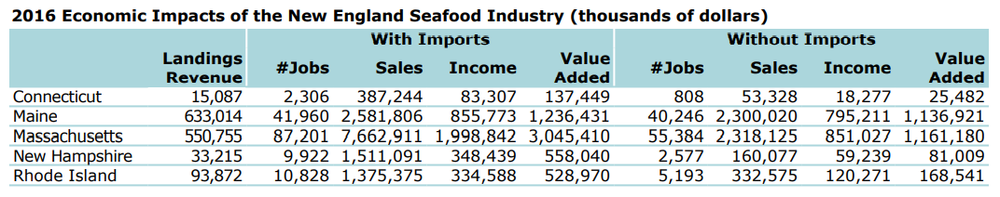 2016 Economic Impacts of the New England Seafood Industry (thousands of dollars)
With Imports Without Imports
Landings Revenue #Jobs Sales Income Value Added #Jobs Sales Income Value Added
Connecticut 15,087 2,306 387,244 83,307 137,449 808 53,328 18,277 25,482
Maine 633,014 41,960 2,581,806 855,773 1,236,431 40,246 2,300,020 795,211 1,136,921
Massachusetts 550,755 87,201 7,662,911 1,998,842 3,045,410 55,384 2,318,125 851,027 1,161,180
New Hampshire 33,215 9,922 1,511,091 348,439 558,040 2,577 160,077 59,239 81,009
Rhode Island 93,872 10,828 1,375,375 334,588 528,970 5,193 332,575 120,271 168,541